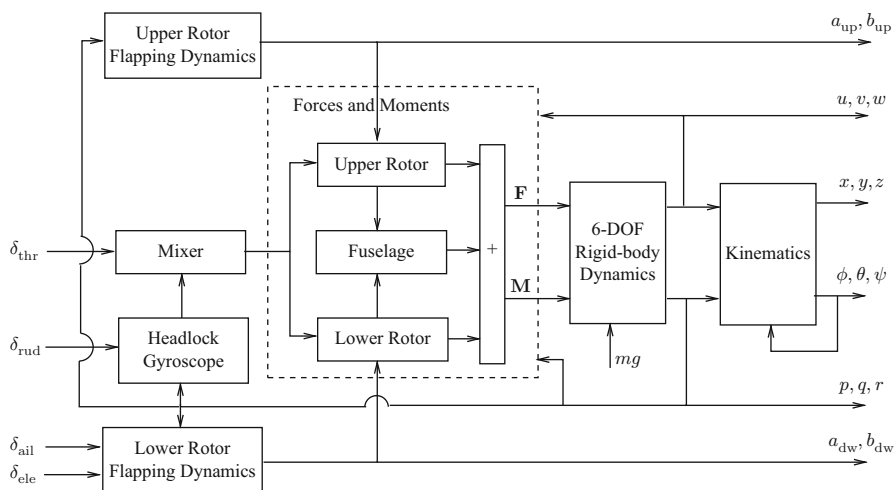 Upper Rotor
Flapping Dynamics
a_up, b_up
Forces and Moments
u, v, w
Upper Rotor
F
x, y, z
δ_thr
Mixer
Fuselage
+
6-DOF
Rigid-body
Dynamics
Kinematics
M
ϕ, θ, ψ
δ_rud
Headlock
Gyroscope
Lower Rotor
mg
p, q, r
δ_ail
δ_ele
Lower Rotor
Flapping Dynamics
a_dw, b_dw